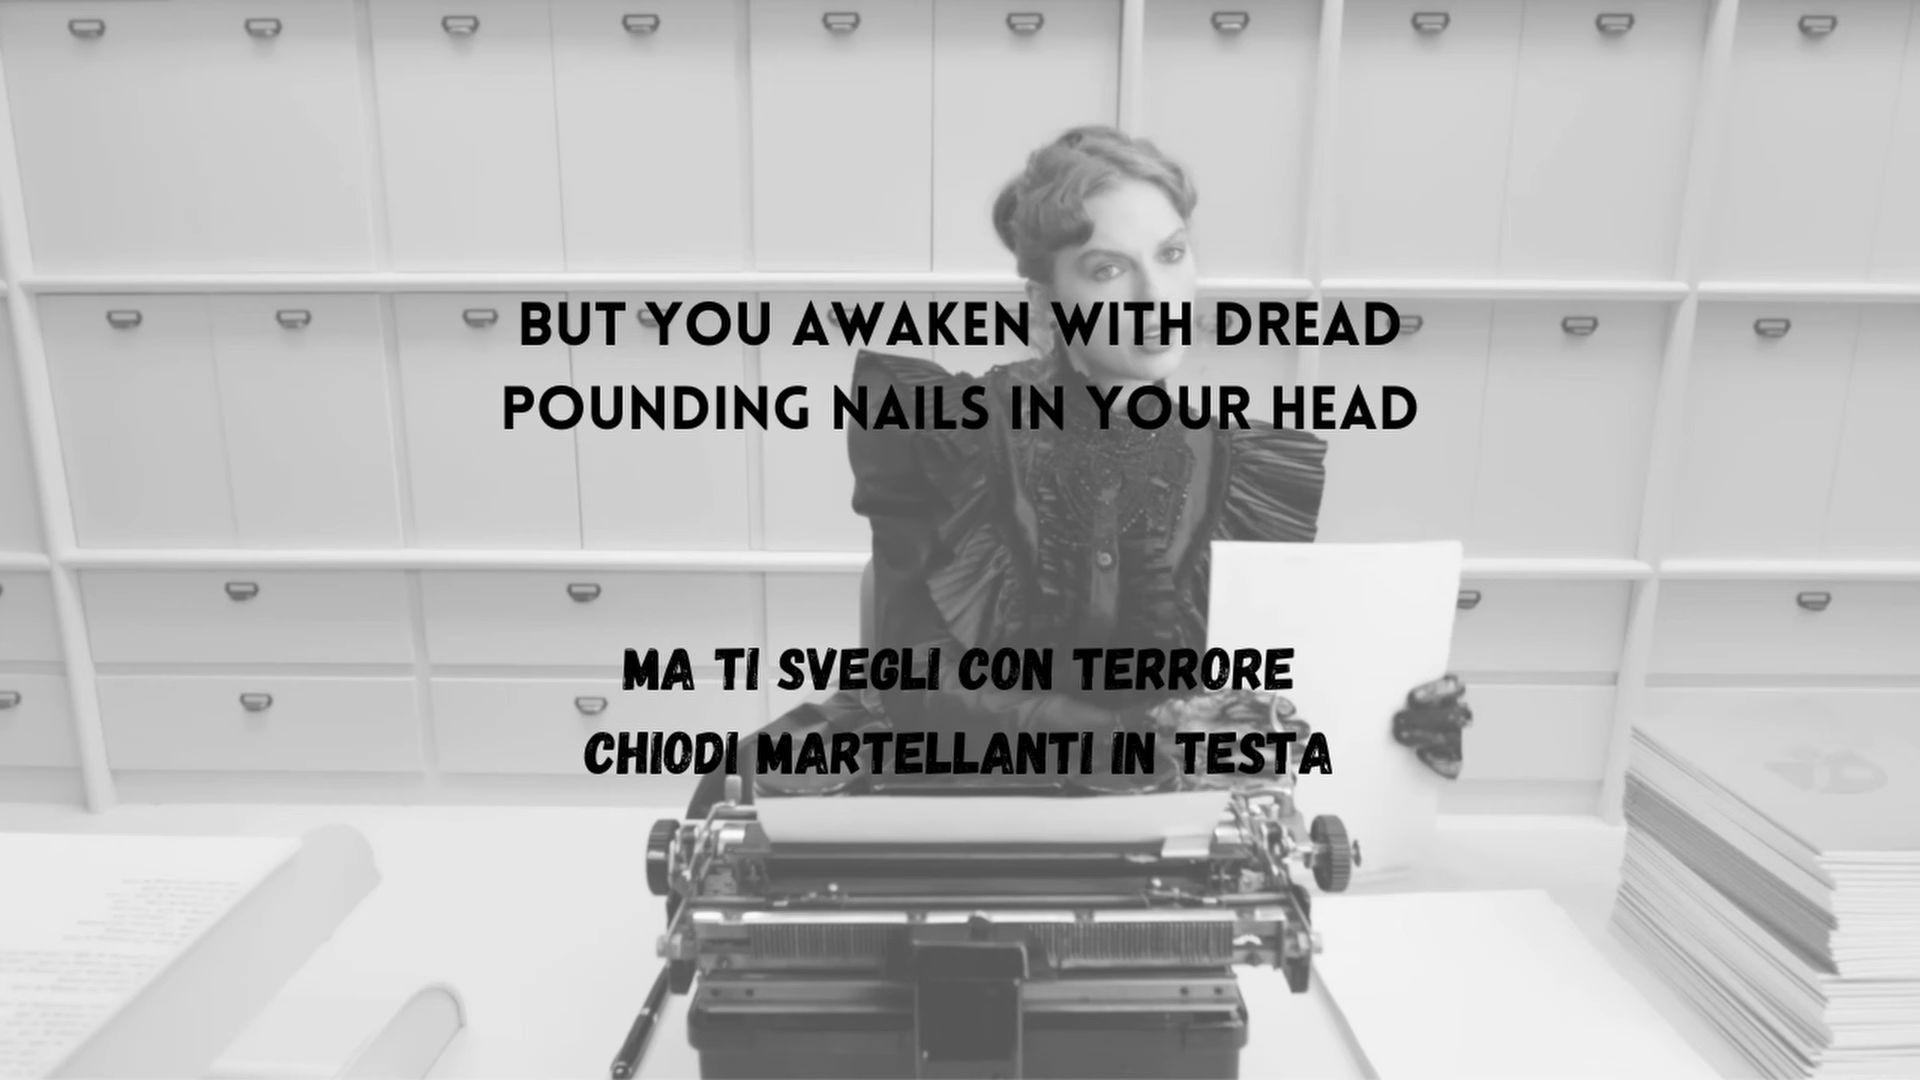 BUT YOU AWAKEN WITH DREAD
POUNDING NAILS IN YOUR HEAD
MA TI SVEGLI CON TERRORE
CHIODI MARTELLANTI IN TESTA